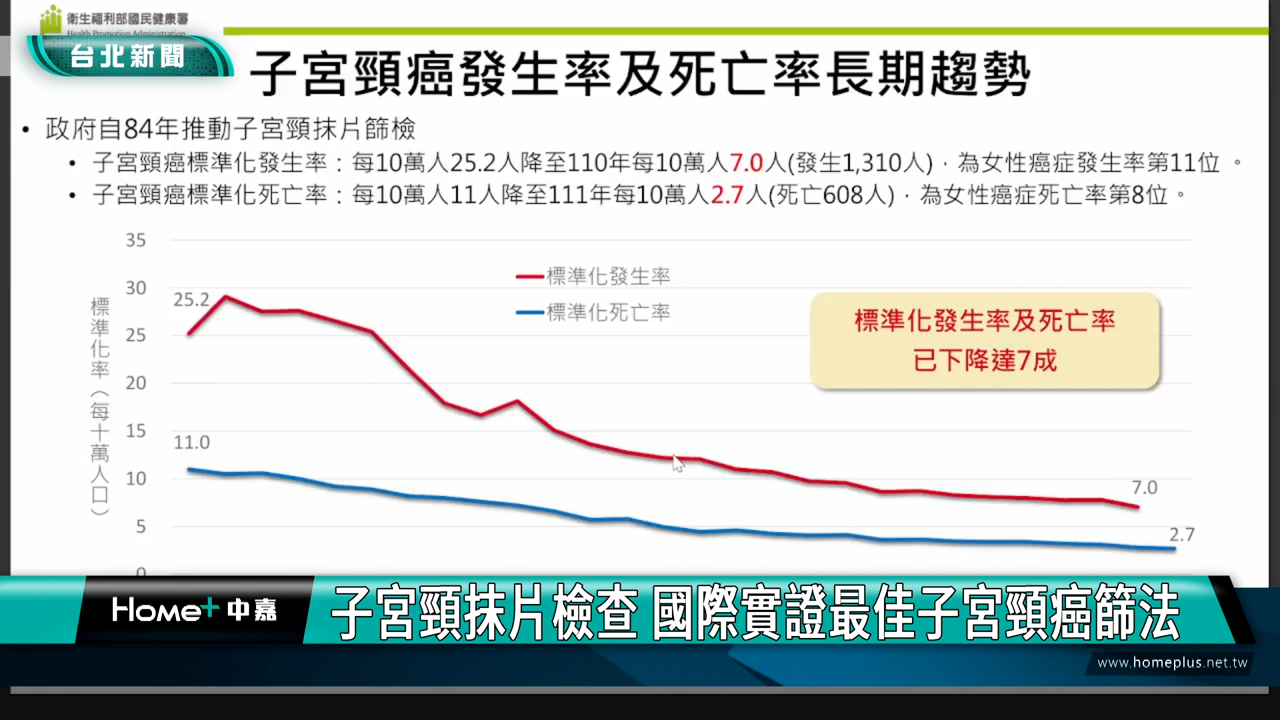 衛生福利部國民健康署
Health Promotion Administration
台北新聞
子宮頸癌發生率及死亡率長期趨勢
• 政府自84年推動子宮頸抹片篩檢
• 子宮頸癌標準化發生率：每10萬人25.2人降至110年每10萬人7.0人(發生1,310人)，為女性癌症發生率第11位 。
• 子宮頸癌標準化死亡率：每10萬人11人降至111年每10萬人2.7人(死亡608人)，為女性癌症死亡率第8位。
標準化率（每十萬人口）
35
30
25
20
15
10
5
0
25.2
11.0
標準化發生率
標準化死亡率
標準化發生率及死亡率
已下降達7成
7.0
2.7
Home+ 中嘉
子宮頸抹片檢查 國際實證最佳子宮頸癌篩法
www.homeplus.net.tw